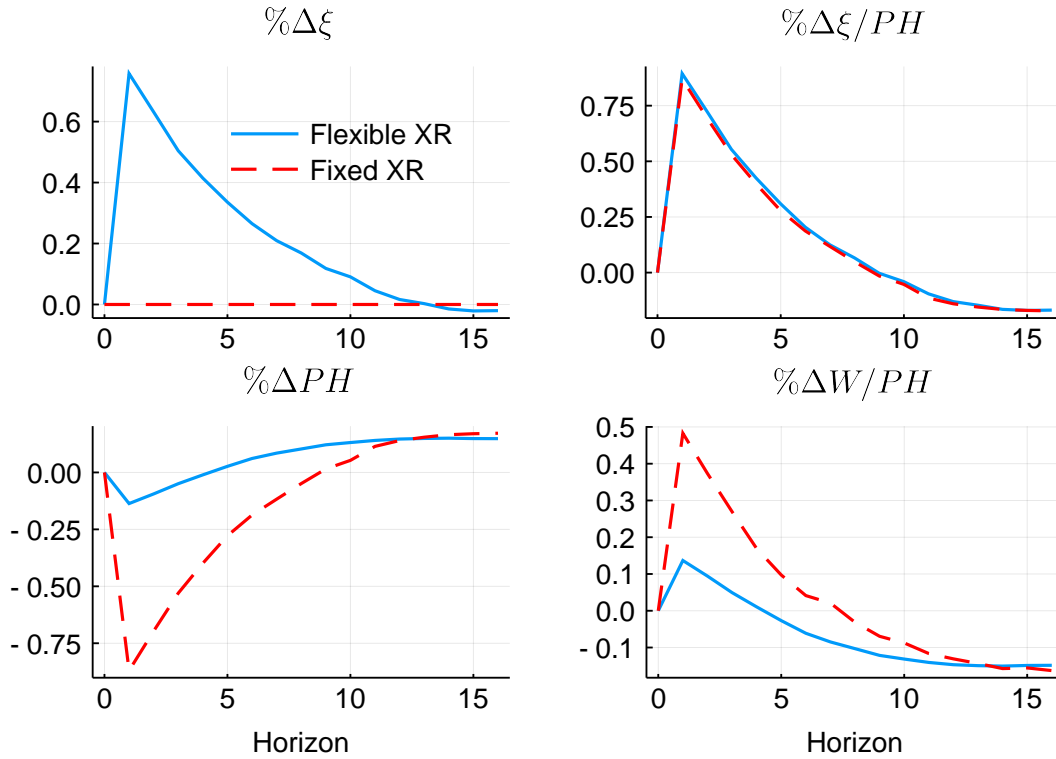 %Δξ
%Δξ/PH
0.6
0.4
0.2
0.0
Flexible XR
Fixed XR
0 5 10 15
0.75
0.50
0.25
0.00
0 5 10 15
%ΔPH
%ΔW/PH
0.00
- 0.25
- 0.50
- 0.75
0 5 10 15
Horizon
0.5
0.4
0.3
0.2
0.1
0.0
- 0.1
0 5 10 15
Horizon